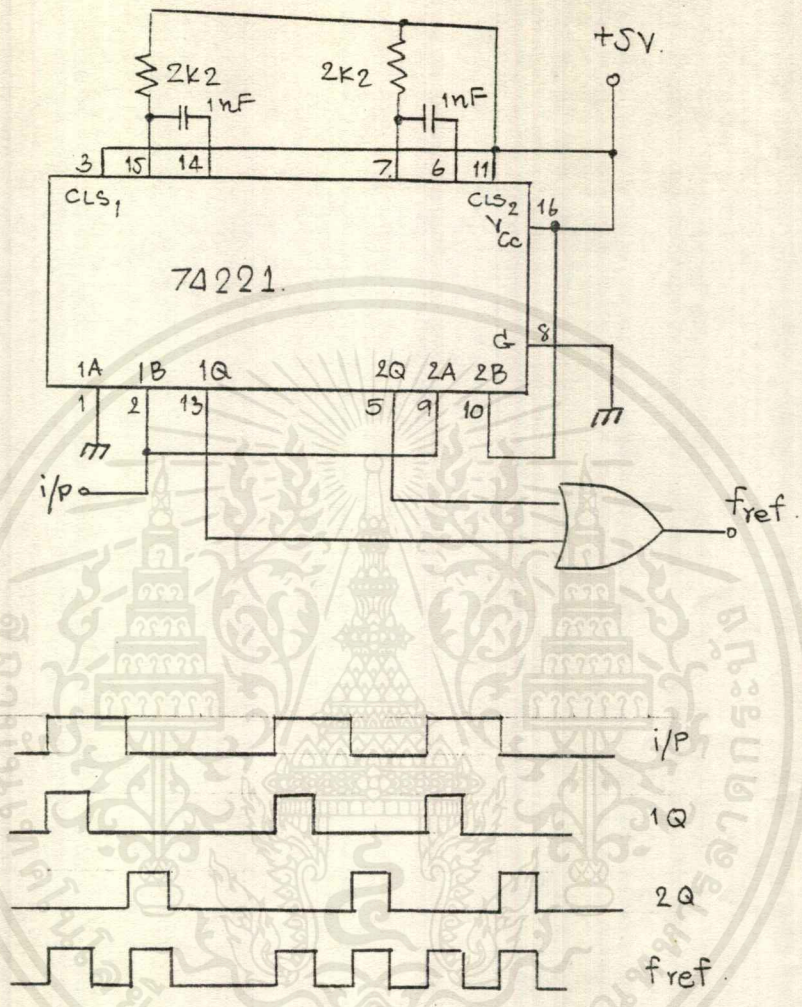 +5V.
2K2
2K2
1nF
1nF
3 15 14 7 6 11
CLS1
CLS2
16
VCC
74221.
G 8
1A 1B 1Q 2Q 2A 2B
1 2 13 5 9 10
i/p
fref.
i/P
1Q
2Q
fref.